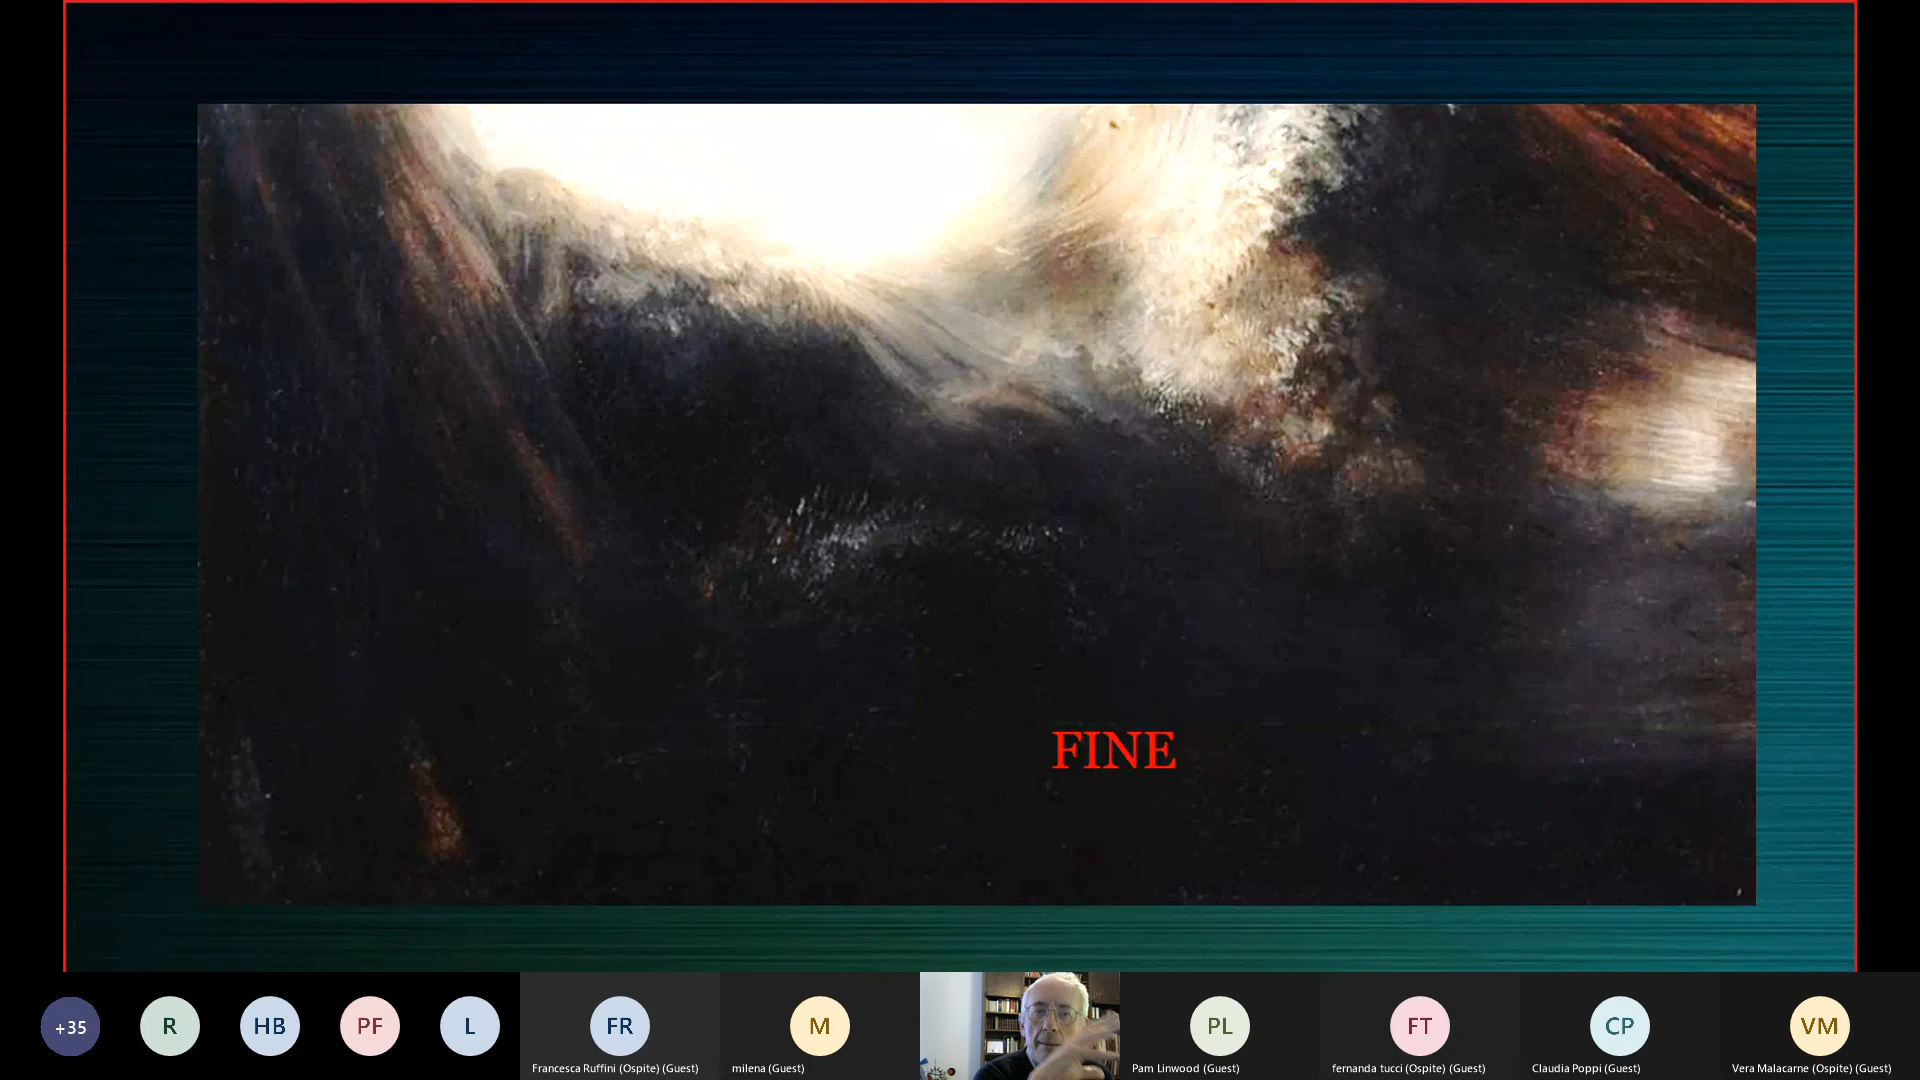 FINE
+35
R
HB
PF
L
FR
M
PL
FT
CP
VM
Francesca Ruffini (Ospite) (Guest)
milena (Guest)
Pam Linwood (Guest)
fernanda tucci (Ospite) (Guest)
Claudia Poppi (Guest)
Vera Malacarne (Ospite) (Guest)